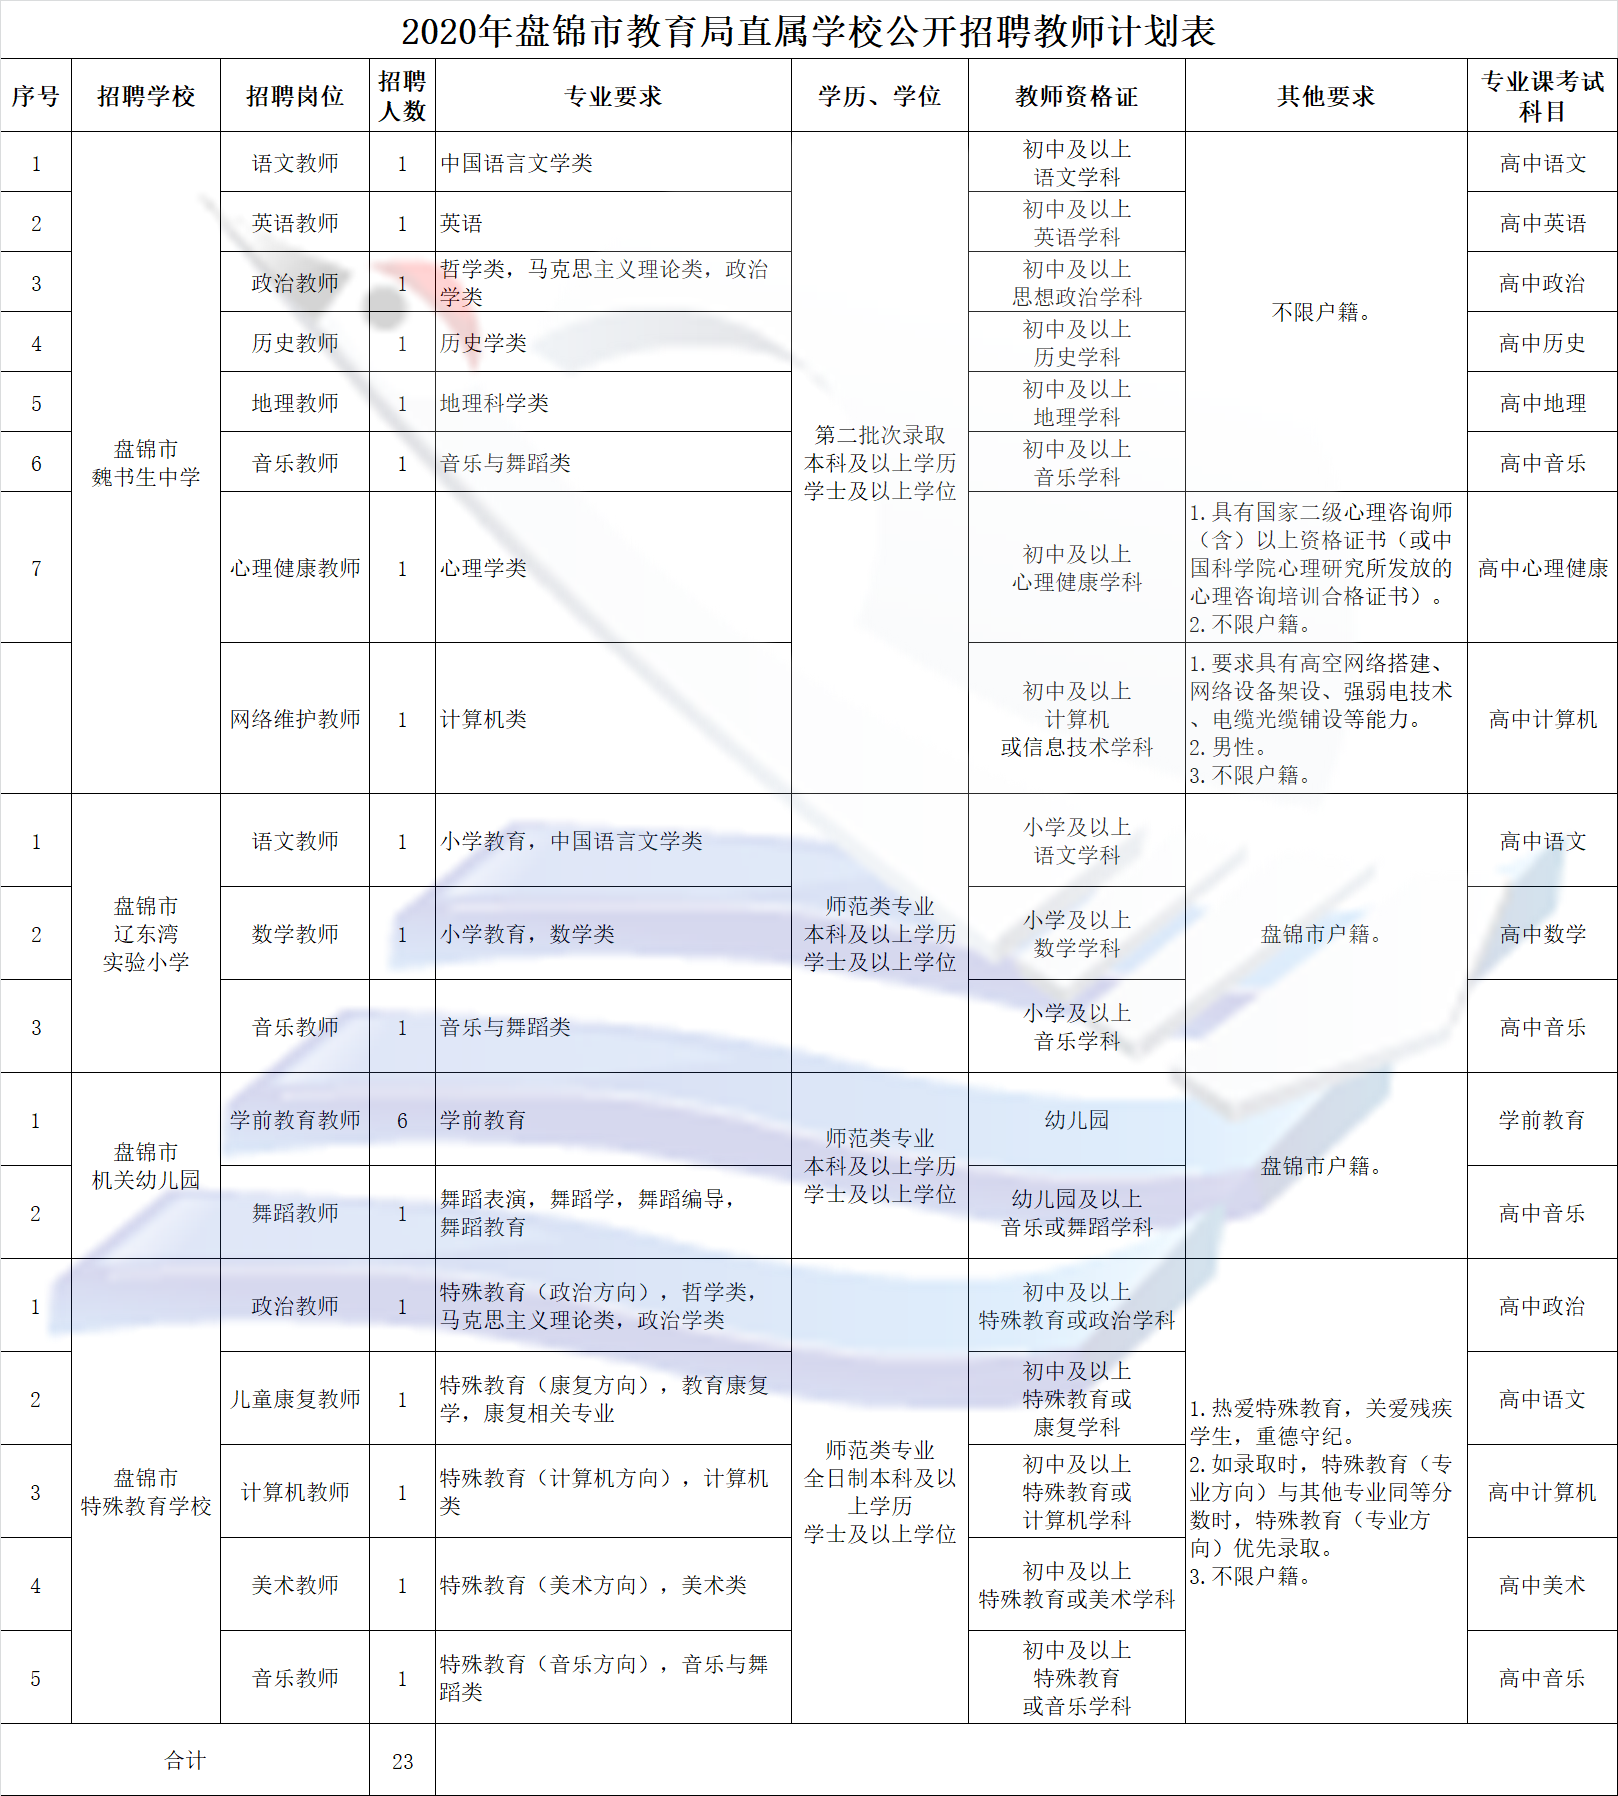 2020年盘锦市教育局直属学校公开招聘教师计划表
序号 招聘学校 招聘岗位 招聘人数 专业要求 学历、学位 教师资格证 其他要求 专业课考试科目
盘锦市
魏书生中学
第二批次录取
本科及以上学历
学士及以上学位
1 语文教师 1 中国语言文学类 初中及以上 语文学科 高中语文
2 英语教师 1 英语 初中及以上 英语学科 高中英语
3 政治教师 1 哲学类，马克思主义理论类，政治学类 初中及以上 思想政治学科 高中政治
4 历史教师 1 历史学类 初中及以上 历史学科 高中历史
5 地理教师 1 地理科学类 初中及以上 地理学科 高中地理
6 音乐教师 1 音乐与舞蹈类 初中及以上 音乐学科 高中音乐
不限户籍。
7 心理健康教师 1 心理学类 初中及以上 心理健康学科 高中心理健康
1.具有国家二级心理咨询师
（含）以上资格证书（或中
国科学院心理研究所发放的
心理咨询培训合格证书）。
2.不限户籍。
网络维护教师 1 计算机类 初中及以上 计算机 或信息技术学科 高中计算机
1.要求具有高空网络搭建、
网络设备架设、强弱电技术
、电缆光缆铺设等能力。
2.男性。
3.不限户籍。
盘锦市
辽东湾
实验小学
师范类专业
本科及以上学历
学士及以上学位
1 语文教师 1 小学教育，中国语言文学类 小学及以上 语文学科 高中语文
2 数学教师 1 小学教育，数学类 小学及以上 数学学科 高中数学
3 音乐教师 1 音乐与舞蹈类 小学及以上 音乐学科 高中音乐
盘锦市户籍。
盘锦市
机关幼儿园
师范类专业
本科及以上学历
学士及以上学位
1 学前教育教师 6 学前教育 幼儿园 学前教育
2 舞蹈教师 1 舞蹈表演，舞蹈学，舞蹈编导，舞蹈教育 幼儿园及以上 音乐或舞蹈学科 高中音乐
盘锦市户籍。
盘锦市
特殊教育学校
师范类专业
全日制本科及以
上学历
学士及以上学位
1 政治教师 1 特殊教育（政治方向），哲学类，马克思主义理论类，政治学类 初中及以上 特殊教育或政治学科 高中政治
2 儿童康复教师 1 特殊教育（康复方向），教育康复学，康复相关专业 初中及以上 特殊教育或 康复学科 高中语文
3 计算机教师 1 特殊教育（计算机方向），计算机类 初中及以上 特殊教育或 计算机学科 高中计算机
4 美术教师 1 特殊教育（美术方向），美术类 初中及以上 特殊教育或美术学科 高中美术
5 音乐教师 1 特殊教育（音乐方向），音乐与舞蹈类 初中及以上 特殊教育 或音乐学科 高中音乐
1.热爱特殊教育，关爱残疾
学生，重德守纪。
2.如录取时，特殊教育（专
业方向）与其他专业同等分
数时，特殊教育（专业方
向）优先录取。
3.不限户籍。
合计 23